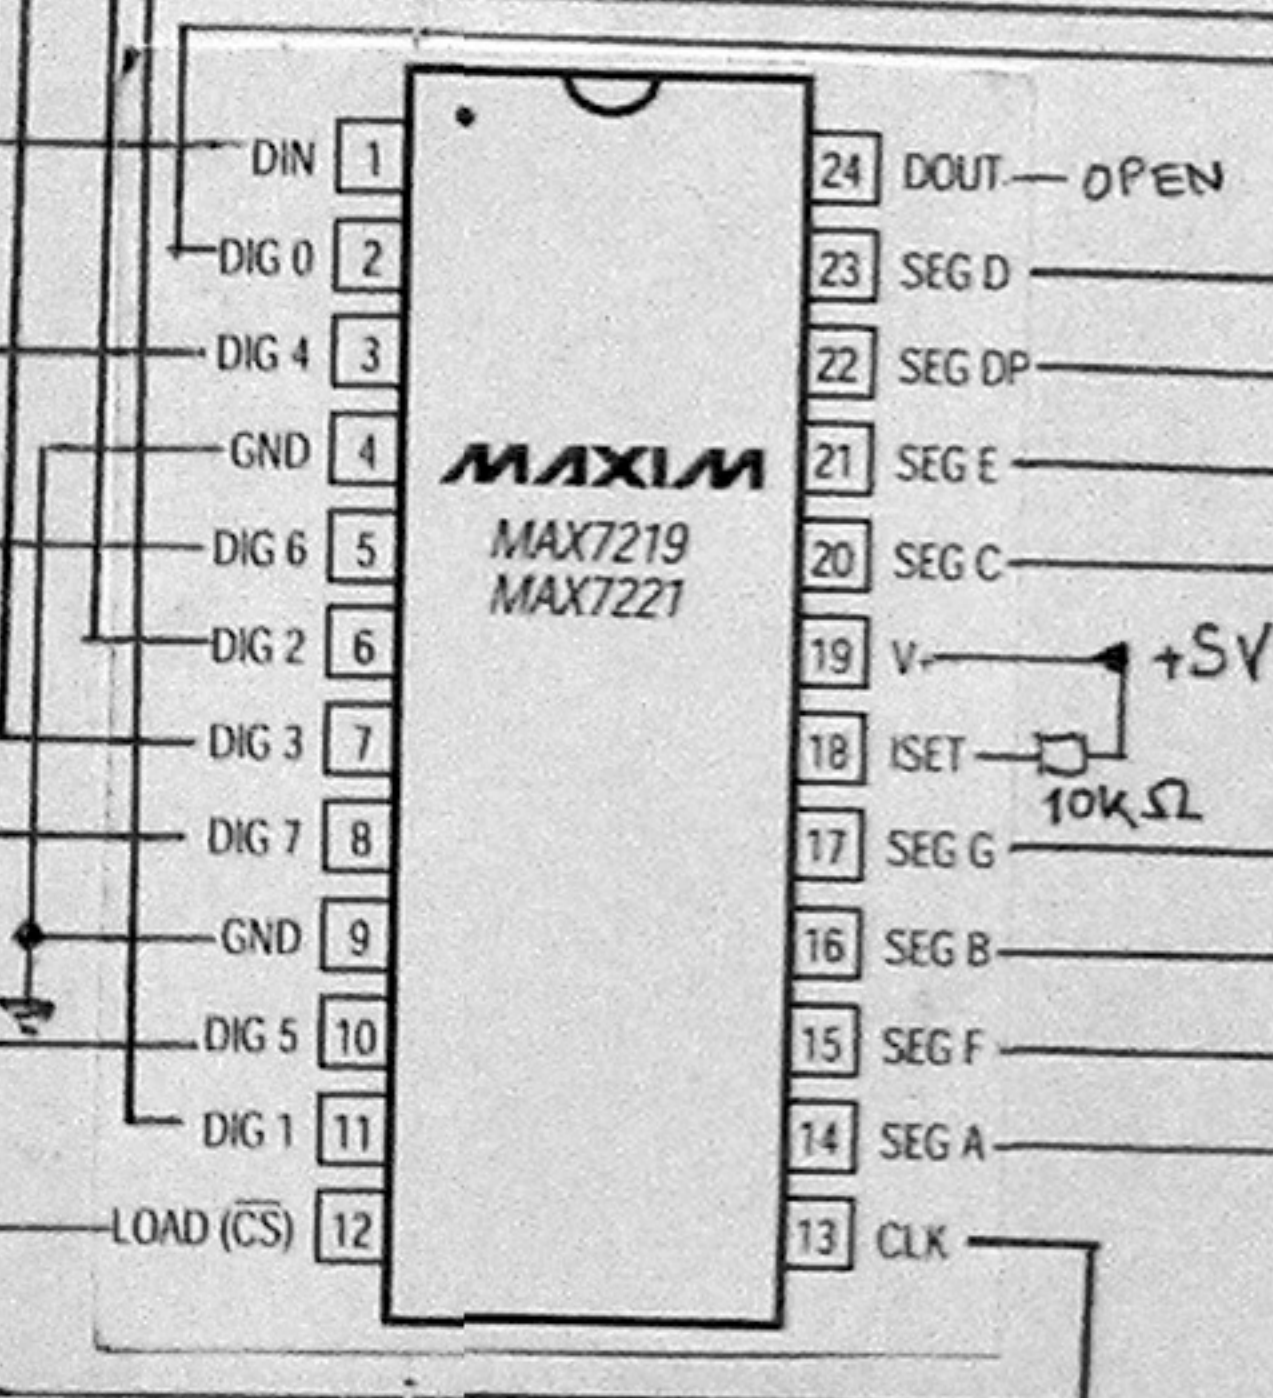 DIN 1
DIG 0 2
DIG 4 3
GND 4
DIG 6 5
DIG 2 6
DIG 3 7
DIG 7 8
GND 9
DIG 5 10
DIG 1 11
LOAD (C̅S̅) 12
MAXIM
MAX7219
MAX7221
24 DOUT OPEN
23 SEG D
22 SEG DP
21 SEG E
20 SEG C
19 V+ +5V
18 ISET
10kΩ
17 SEG G
16 SEG B
15 SEG F
14 SEG A
13 CLK